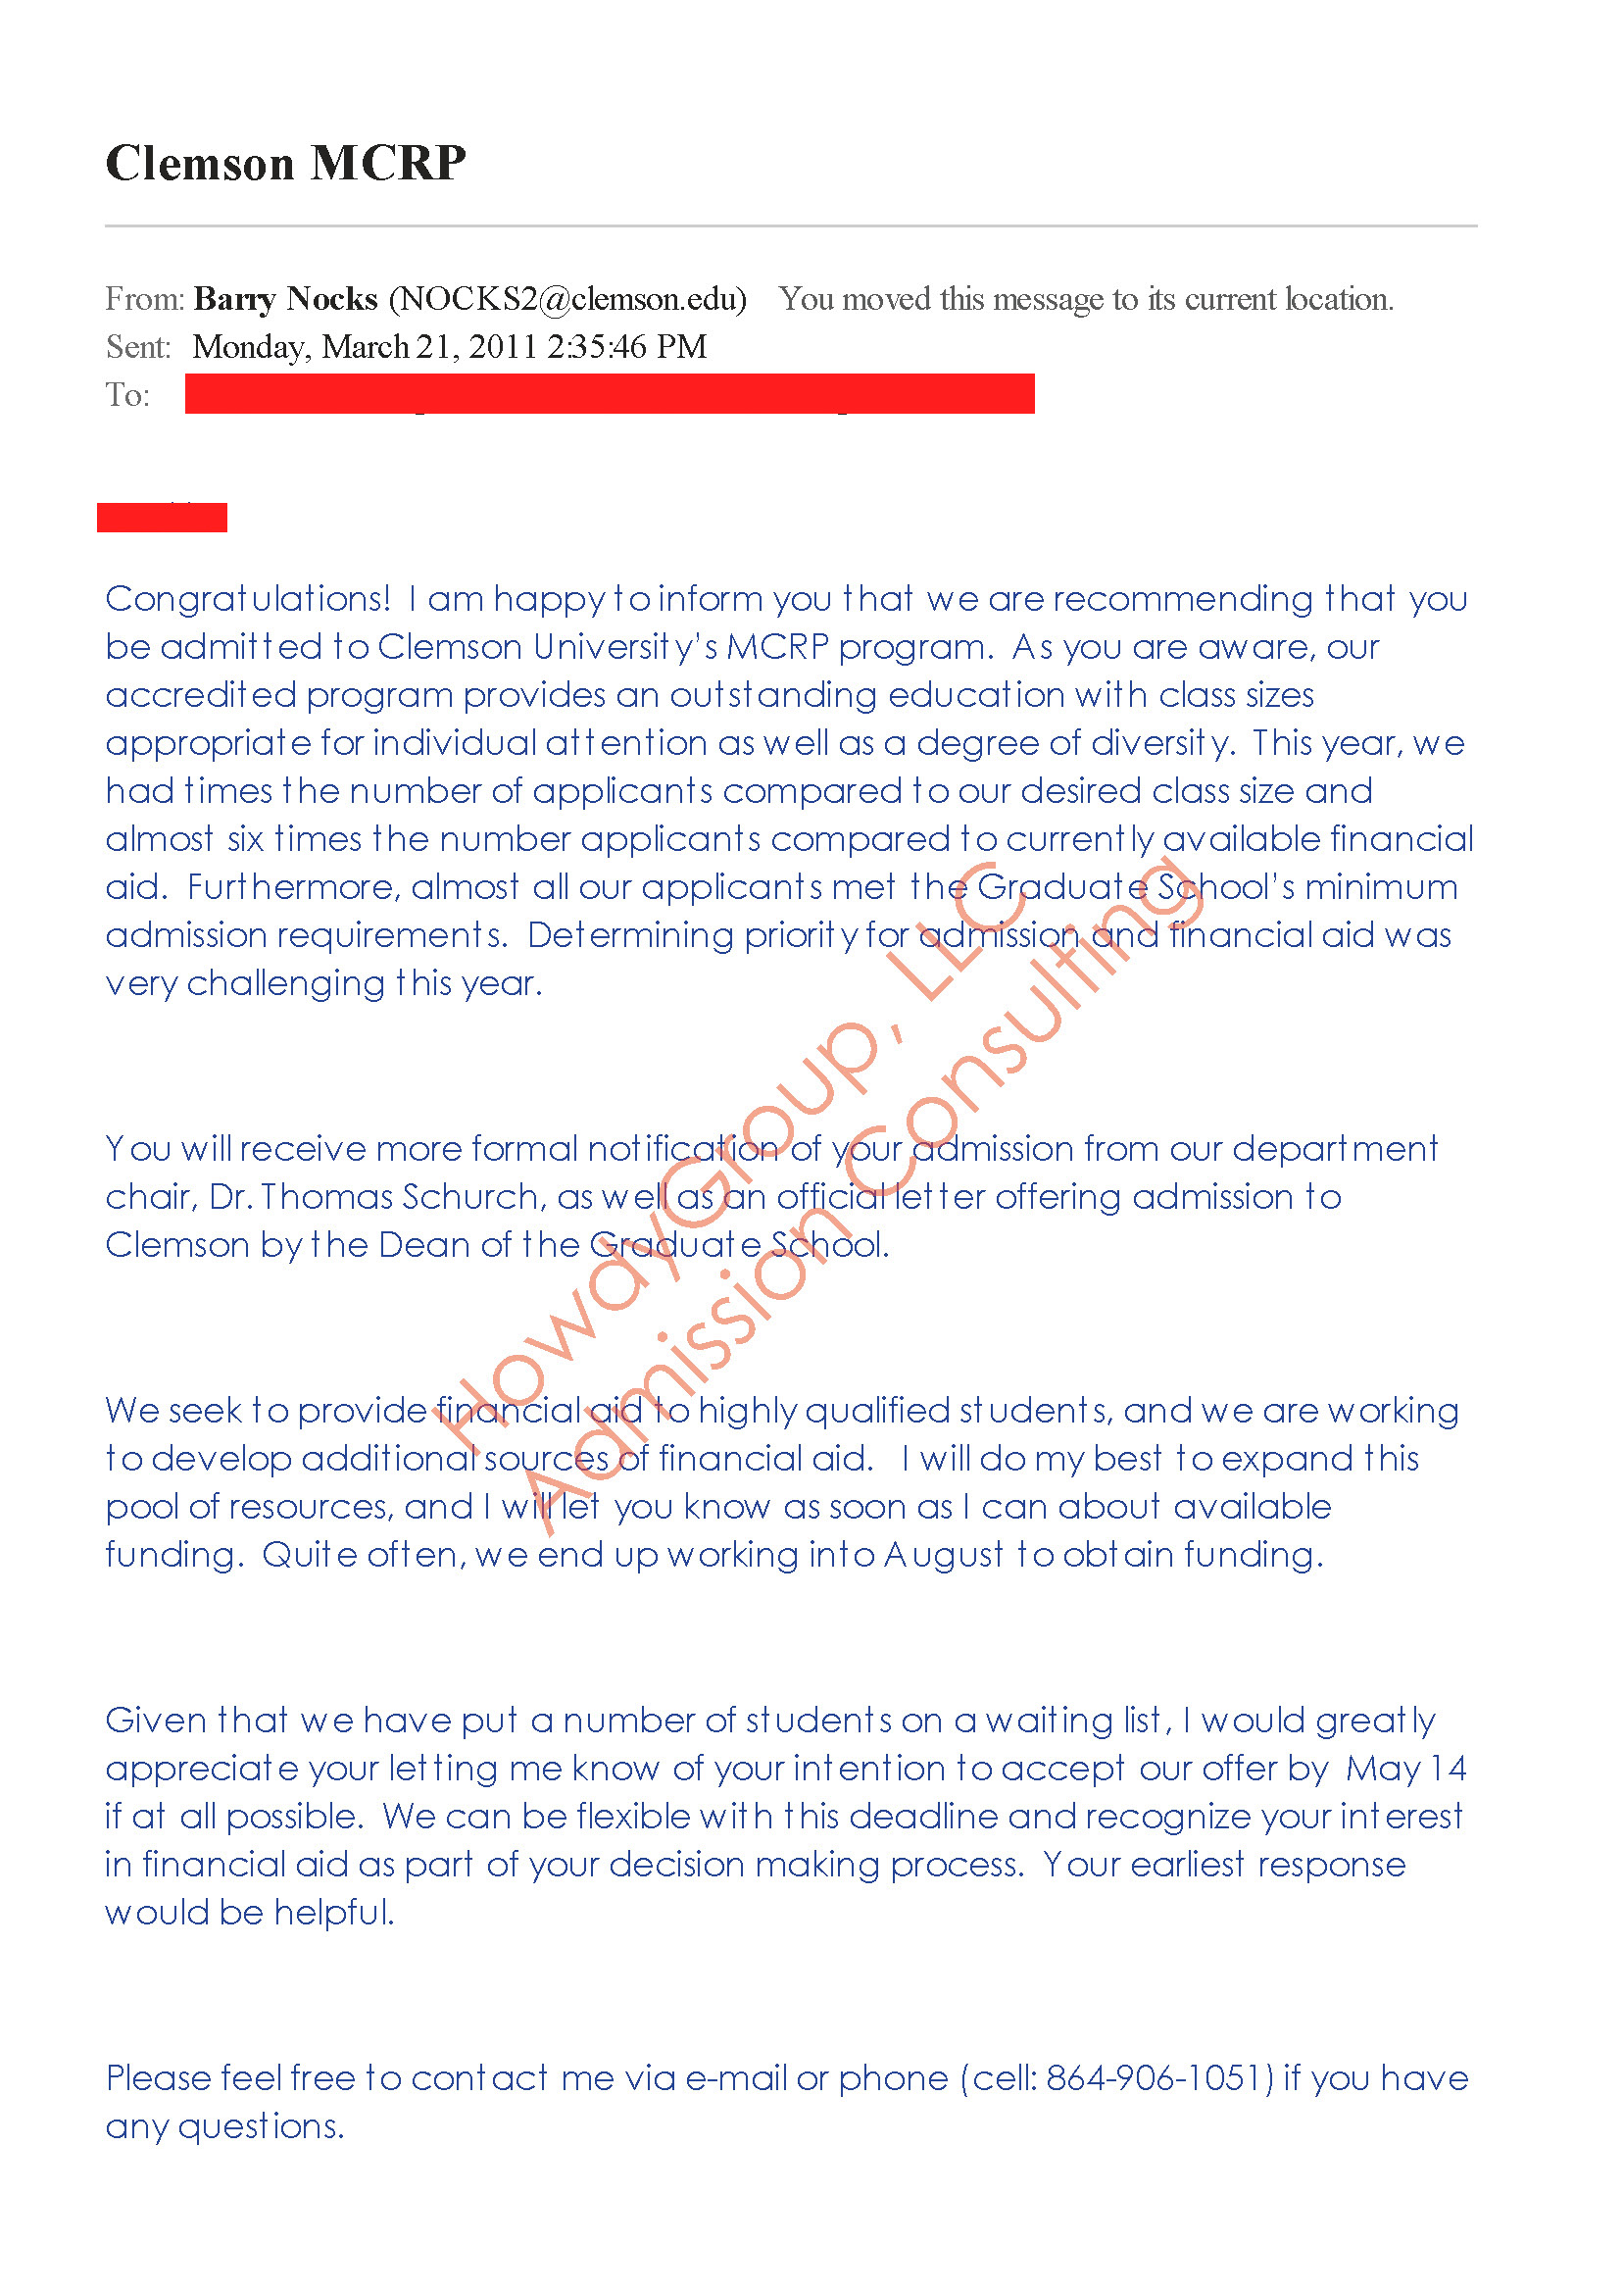 Clemson MCRP
From: Barry Nocks (NOCKS2@clemson.edu) You moved this message to its current location.
Sent: Monday, March 21, 2011 2:35:46 PM
To:
Congratulations! I am happy to inform you that we are recommending that you
be admitted to Clemson University's MCRP program. As you are aware, our
accredited program provides an outstanding education with class sizes
appropriate for individual attention as well as a degree of diversity. This year, we
had times the number of applicants compared to our desired class size and
almost six times the number applicants compared to currently available financial
aid. Furthermore, almost all our applicants met the Graduate School's minimum
admission requirements. Determining priority for admission and financial aid was
very challenging this year.
You will receive more formal notification of your admission from our department
chair, Dr. Thomas Schurch, as well as an official letter offering admission to
Clemson by the Dean of the Graduate School.
We seek to provide financial aid to highly qualified students, and we are working
to develop additional sources of financial aid. I will do my best to expand this
pool of resources, and I will let you know as soon as I can about available
funding. Quite often, we end up working into August to obtain funding.
Given that we have put a number of students on a waiting list, I would greatly
appreciate your letting me know of your intention to accept our offer by May 14
if at all possible. We can be flexible with this deadline and recognize your interest
in financial aid as part of your decision making process. Your earliest response
would be helpful.
Please feel free to contact me via e-mail or phone (cell: 864-906-1051) if you have
any questions.
HowdyGroup, LLC
Admission Consulting